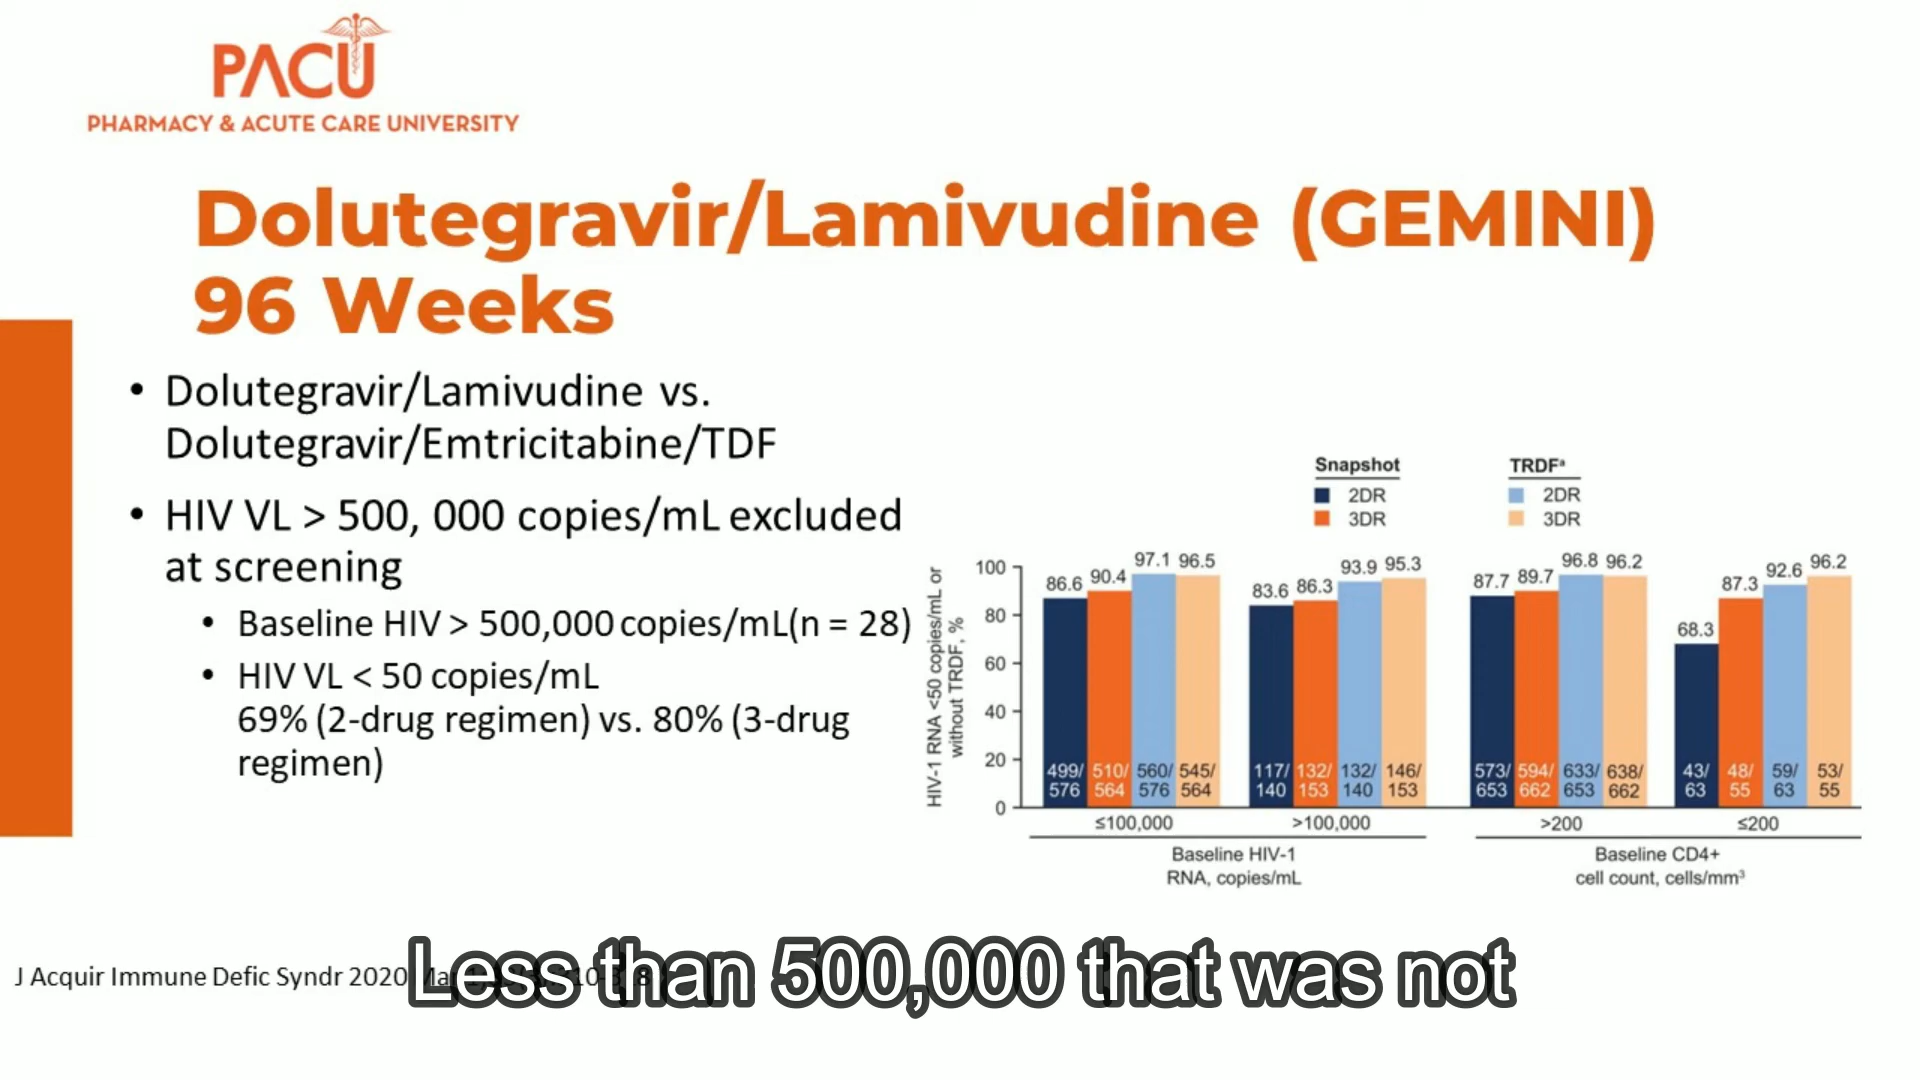 PACU
PHARMACY & ACUTE CARE UNIVERSITY
Dolutegravir/Lamivudine (GEMINI)
96 Weeks
• Dolutegravir/Lamivudine vs.
Dolutegravir/Emtricitabine/TDF
• HIV VL > 500, 000 copies/mL excluded
at screening
• Baseline HIV > 500,000 copies/mL(n = 28)
• HIV VL < 50 copies/mL
69% (2-drug regimen) vs. 80% (3-drug
regimen)
Snapshot TRDFᵃ
2DR 2DR
3DR 3DR
HIV-1 RNA <50 copies/mL or
without TRDF, %
100
80
60
40
20
0
86.6 90.4 97.1 96.5
83.6 86.3 93.9 95.3
87.7 89.7 96.8 96.2
68.3 87.3 92.6 96.2
499/ 510/ 560/ 545/
576 564 576 564
117/ 132/ 132/ 146/
140 153 140 153
573/ 594/ 633/ 638/
653 662 653 662
43/ 48/ 59/ 53/
63 55 63 55
≤100,000 >100,000 >200 ≤200
Baseline HIV-1
RNA, copies/mL
Baseline CD4+
cell count, cells/mm³
J Acquir Immune Defic Syndr 2020
Less than 500,000 that was not